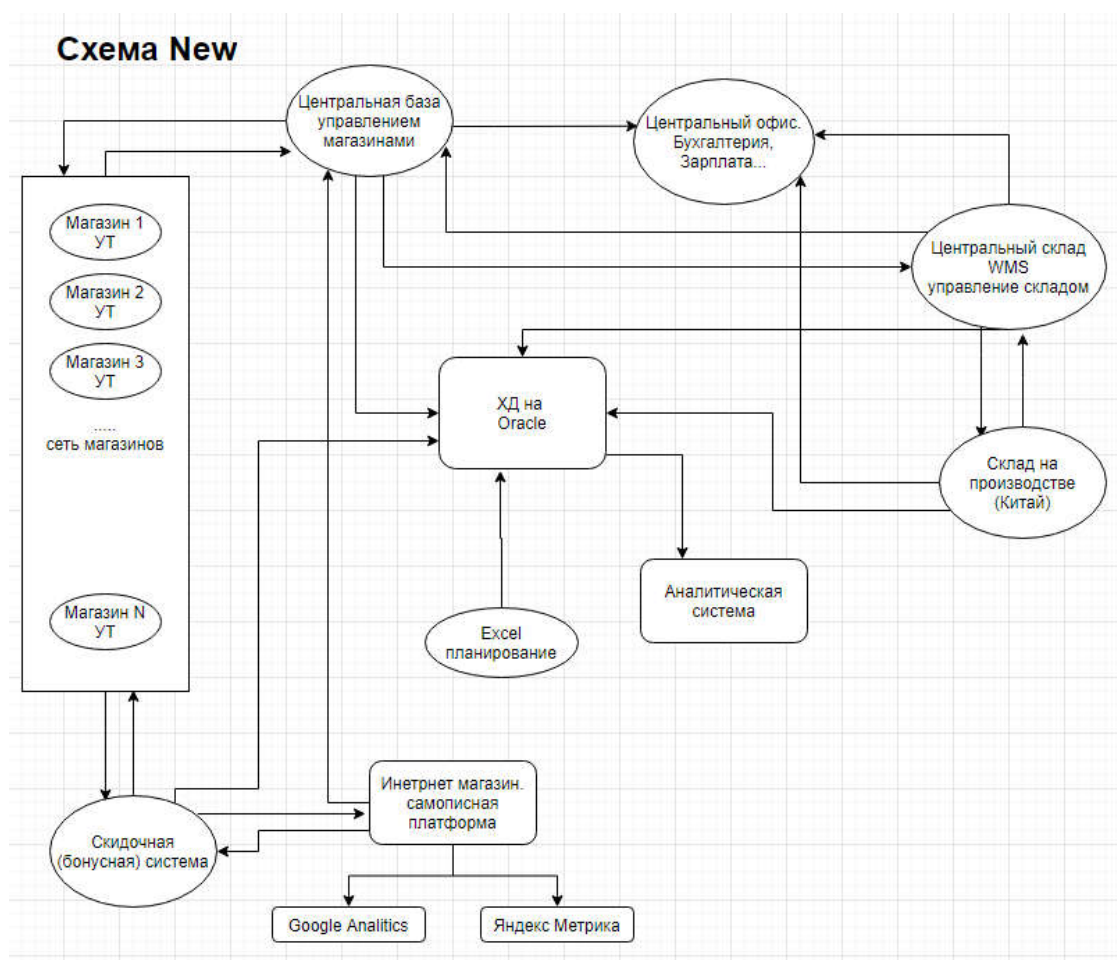 Схема New
Центральная база
управлением
магазинами
Центральный офис.
Бухгалтерия,
Зарплата...
Магазин 1
УТ
Магазин 2
УТ
Магазин 3
УТ
.....
сеть магазинов
Магазин N
УТ
Центральный склад
WMS
управление складом
ХД на
Oracle
Склад на
производстве
(Китай)
Аналитическая
система
Excel
планирование
Инетрнет магазин.
самописная
платформа
Скидочная
(бонусная) система
Google Analitics
Яндекс Метрика